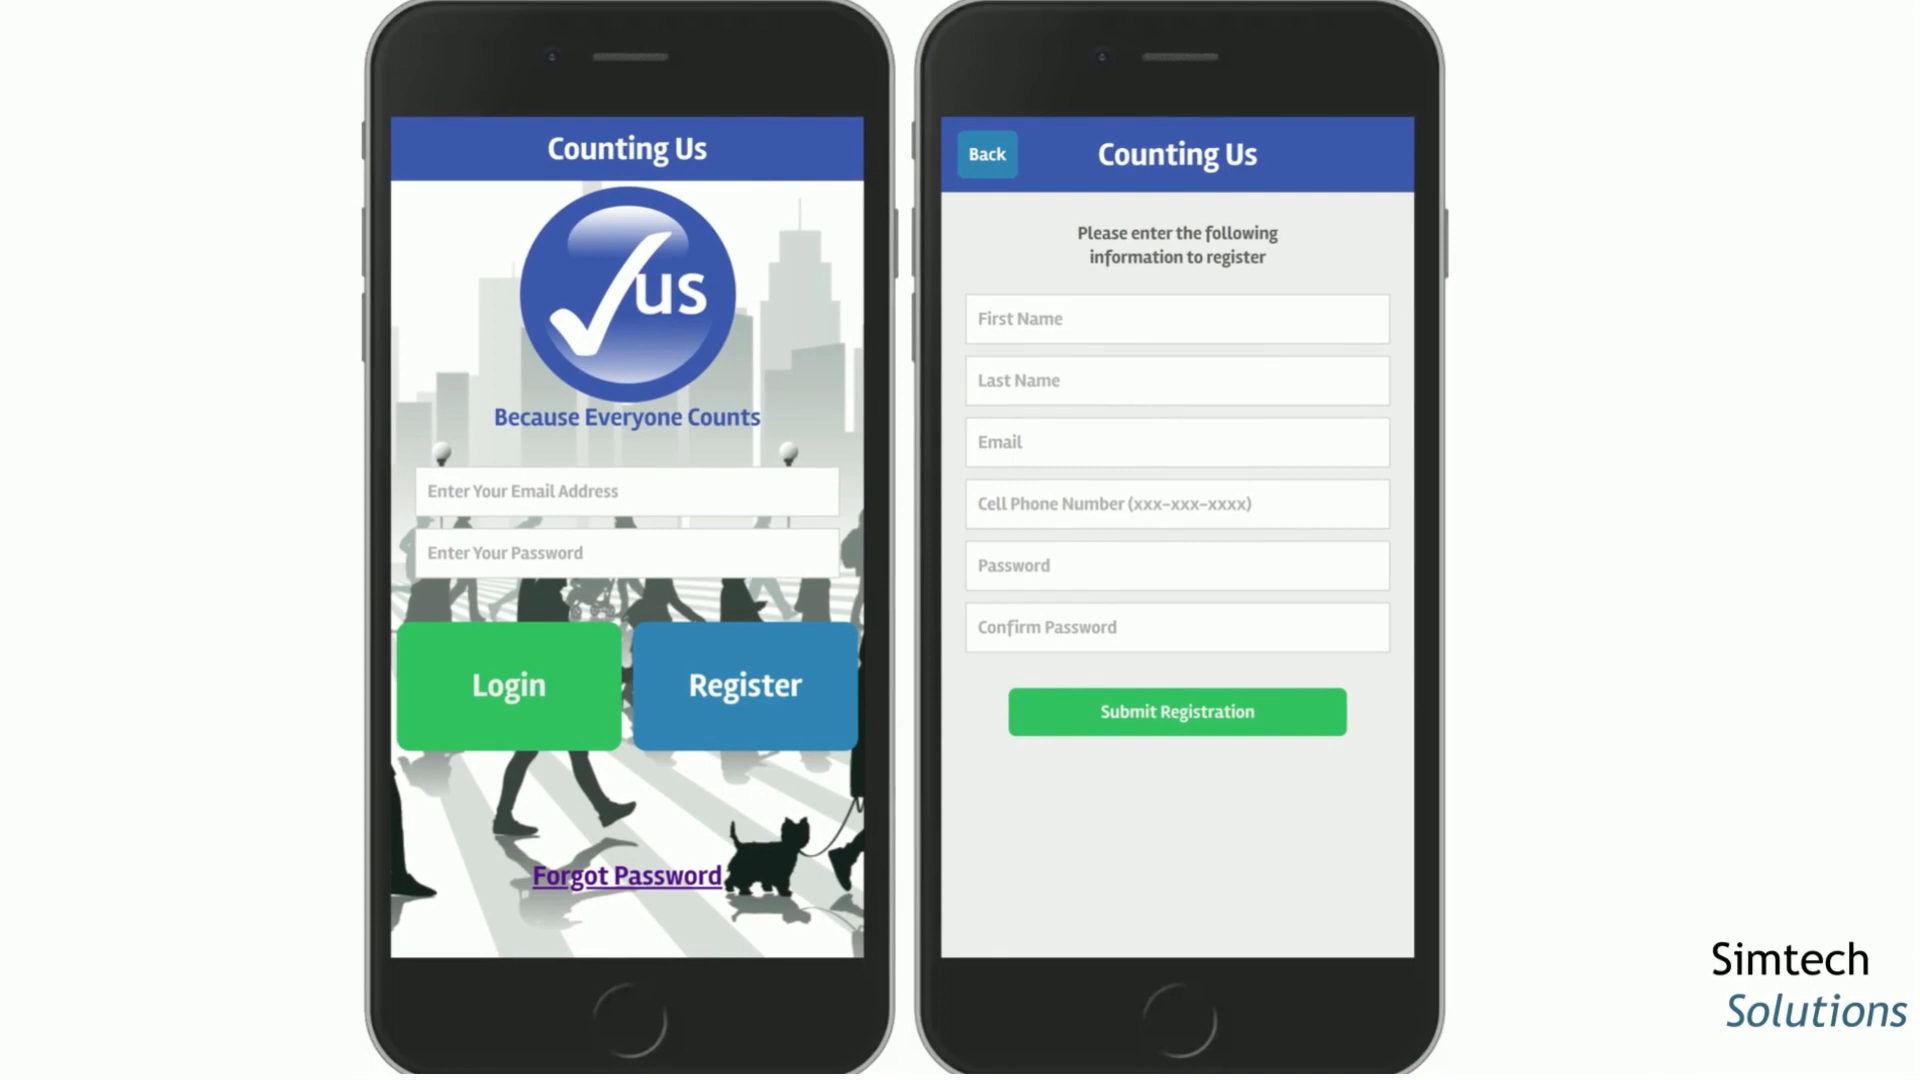 Counting Us
us
Because Everyone Counts
Enter Your Email Address
Enter Your Password
Login
Register
Forgot Password
Back
Counting Us
Please enter the following
information to register
First Name
Last Name
Email
Cell Phone Number (xxx-xxx-xxxx)
Password
Confirm Password
Submit Registration
Simtech
Solutions